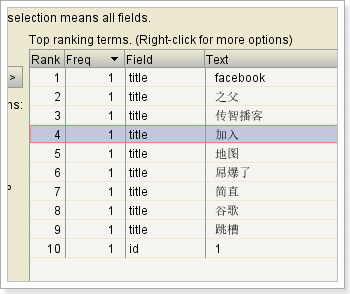 selection means all fields.
Top ranking terms. (Right-click for more options)
Rank Freq Field Text
1 1 title facebook
2 1 title 之父
> 3 1 title 传智播客
ns: 4 1 title 加入
5 1 title 地图
6 1 title 屌爆了
7 1 title 简直
8 1 title 谷歌
9 1 title 跳槽
10 1 id 1